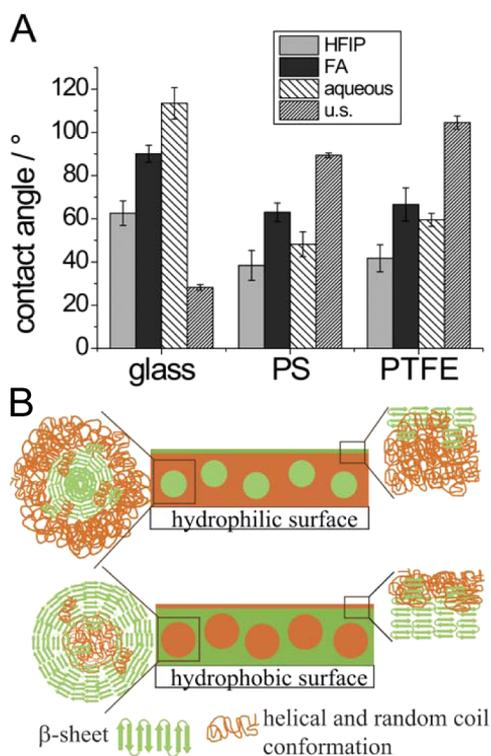 A
HFIP
FA
aqueous
u.s.
contact angle / °
120
100
80
60
40
20
0
glass PS PTFE
B
hydrophilic surface
hydrophobic surface
β-sheet
helical and random coil
conformation